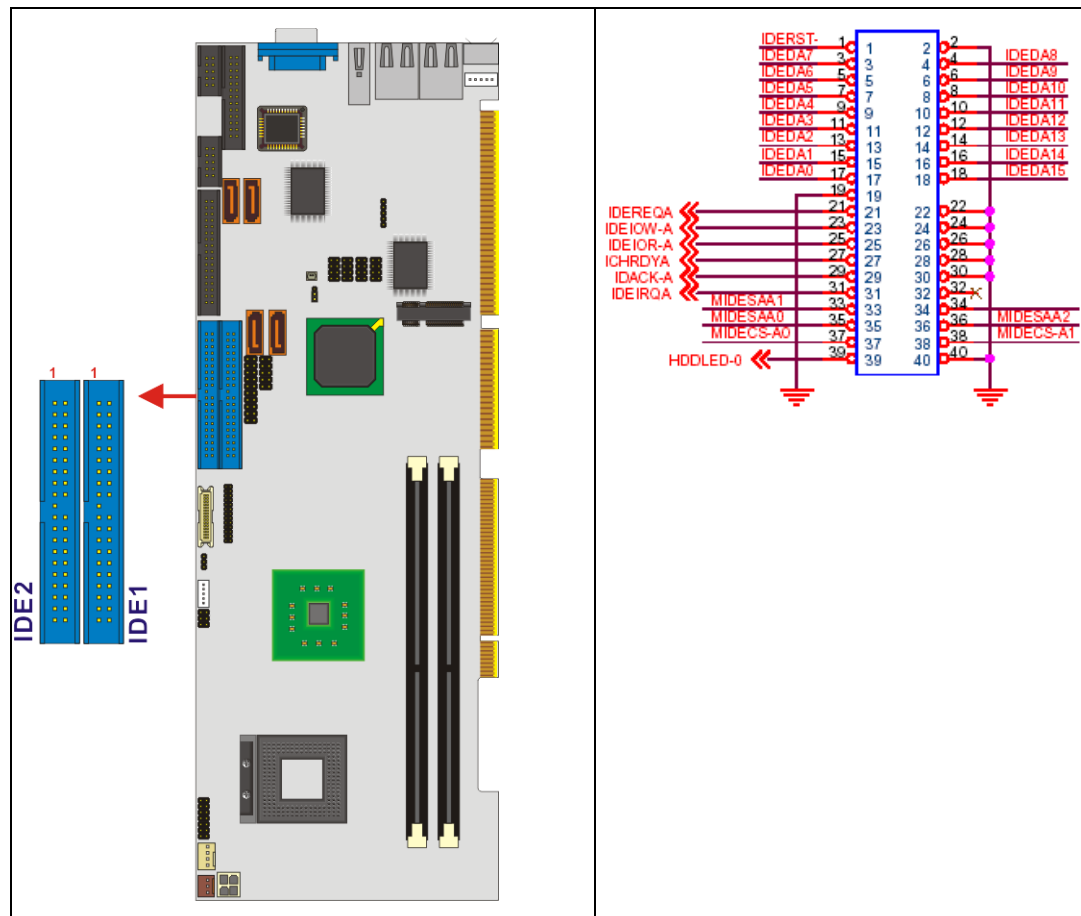 1 1
IDE2
IDE1
IDERST- 1 1 2 2
IDEDA7 3 3 4 4 IDEDA8
IDEDA6 5 5 6 6 IDEDA9
IDEDA5 7 7 8 8 IDEDA10
IDEDA4 9 9 10 10 IDEDA11
IDEDA3 11 11 12 12 IDEDA12
IDEDA2 13 13 14 14 IDEDA13
IDEDA1 15 15 16 16 IDEDA14
IDEDA0 17 17 18 18 IDEDA15
19 19
IDEREQA 21 21 22 22
IDEIOW-A 23 23 24 24
IDEIOR-A 25 25 26 26
ICHRDYA 27 27 28 28
IDACK-A 29 29 30 30
IDEIRQA 31 31 32 32
MIDESAA1 33 33 34 34
MIDESAA0 35 35 36 36 MIDESAA2
MIDECS-A0 37 37 38 38 MIDECS-A1
HDDLED-0 39 39 40 40